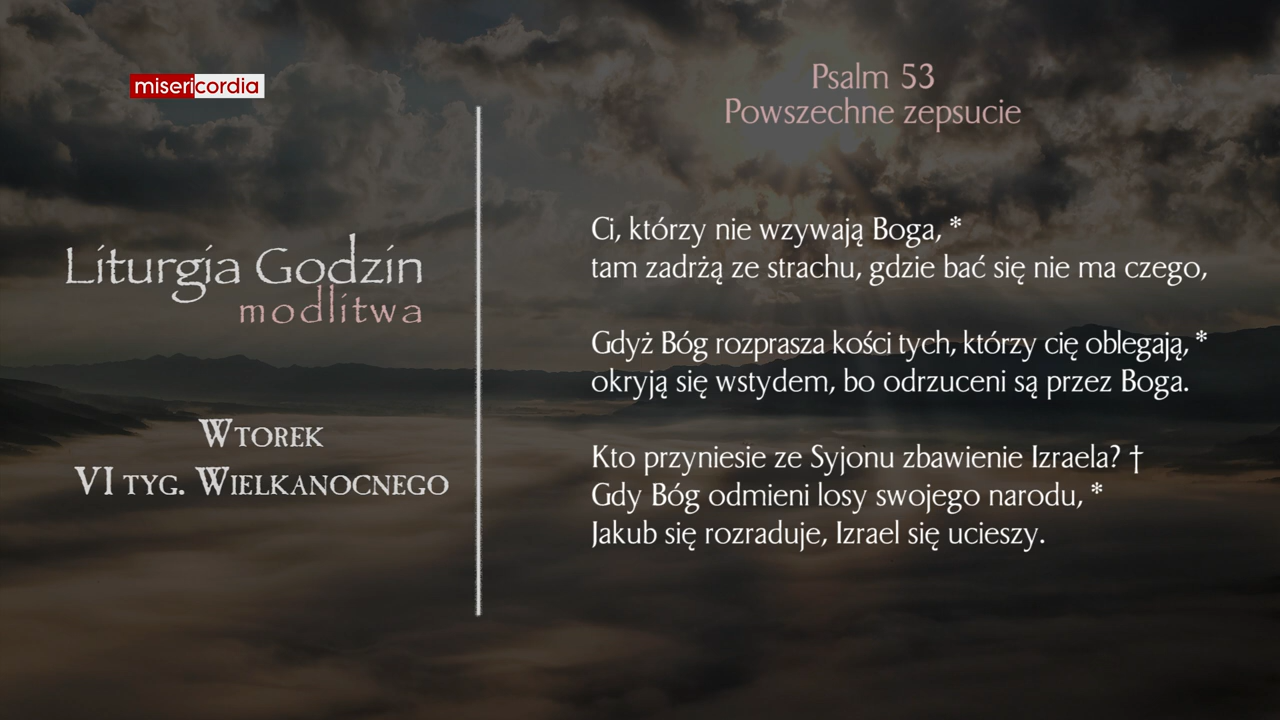 misericordia
Liturgia Godzin
modlitwa
Wtorek
VI tyg. Wielkanocnego
Psalm 53
Powszechne zepsucie
Ci, którzy nie wzywają Boga, *
tam zadrżą ze strachu, gdzie bać się nie ma czego,
Gdyż Bóg rozprasza kości tych, którzy cię oblegają, *
okryją się wstydem, bo odrzuceni są przez Boga.
Kto przyniesie ze Syjonu zbawienie Izraela? †
Gdy Bóg odmieni losy swojego narodu, *
Jakub się rozraduje, Izrael się ucieszy.